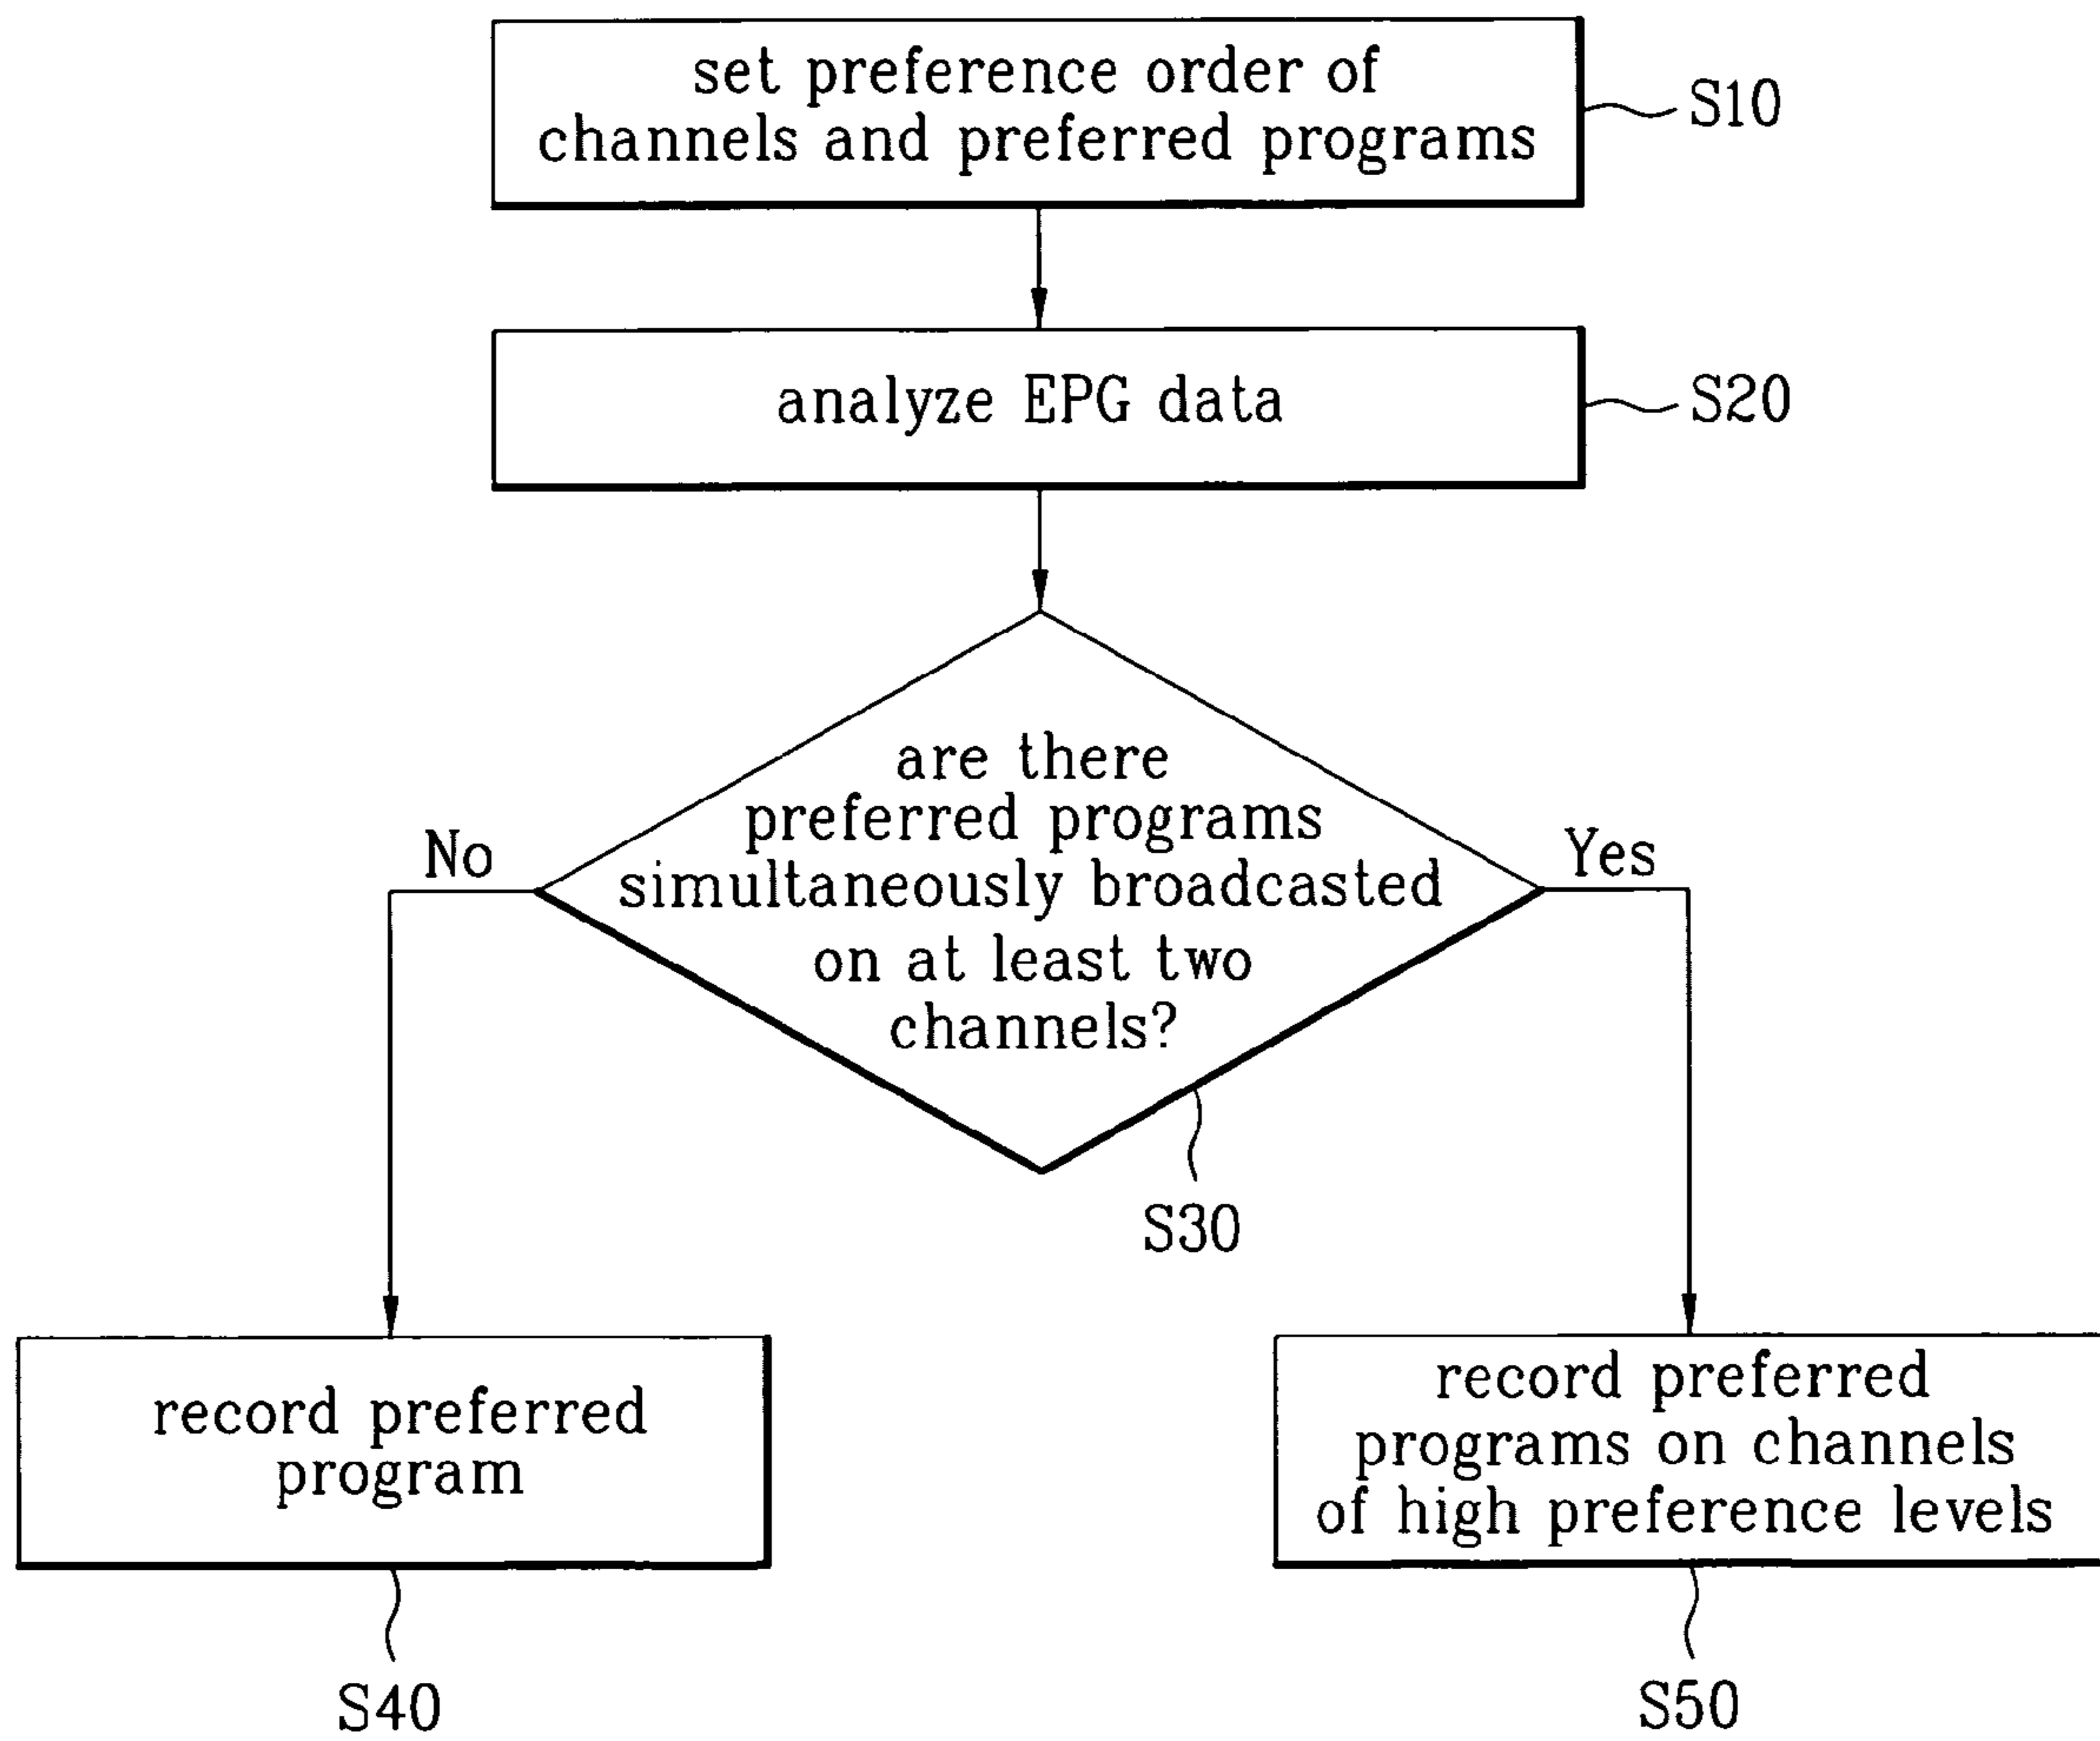 set preference order of
channels and preferred programs
S10
analyze EPG data
S20
are there
preferred programs
simultaneously broadcasted
on at least two
channels?
No
Yes
S30
record preferred
program
S40
record preferred
programs on channels
of high preference levels
S50